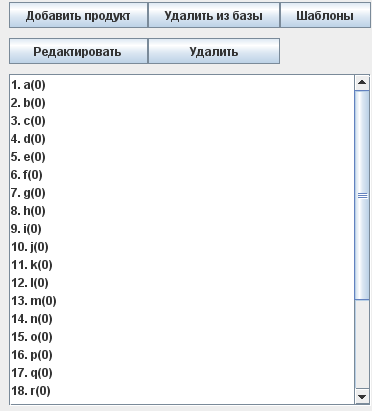 Добавить продукт Удалить из базы Шаблоны
Редактировать Удалить
1. a(0)
2. b(0)
3. c(0)
4. d(0)
5. e(0)
6. f(0)
7. g(0)
8. h(0)
9. i(0)
10. j(0)
11. k(0)
12. l(0)
13. m(0)
14. n(0)
15. o(0)
16. p(0)
17. q(0)
18. r(0)